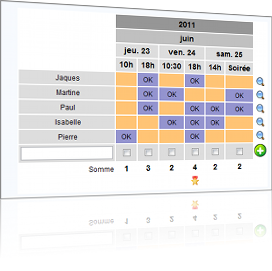 2011
juin
jeu. 23 ven. 24 sam. 25
10h 18h 10:30 18h 14h Soirée
Jaques OK OK
Martine OK OK OK
Paul OK OK OK OK
Isabelle OK OK OK
Pierre OK OK
Somme 1 3 2 4 2 2